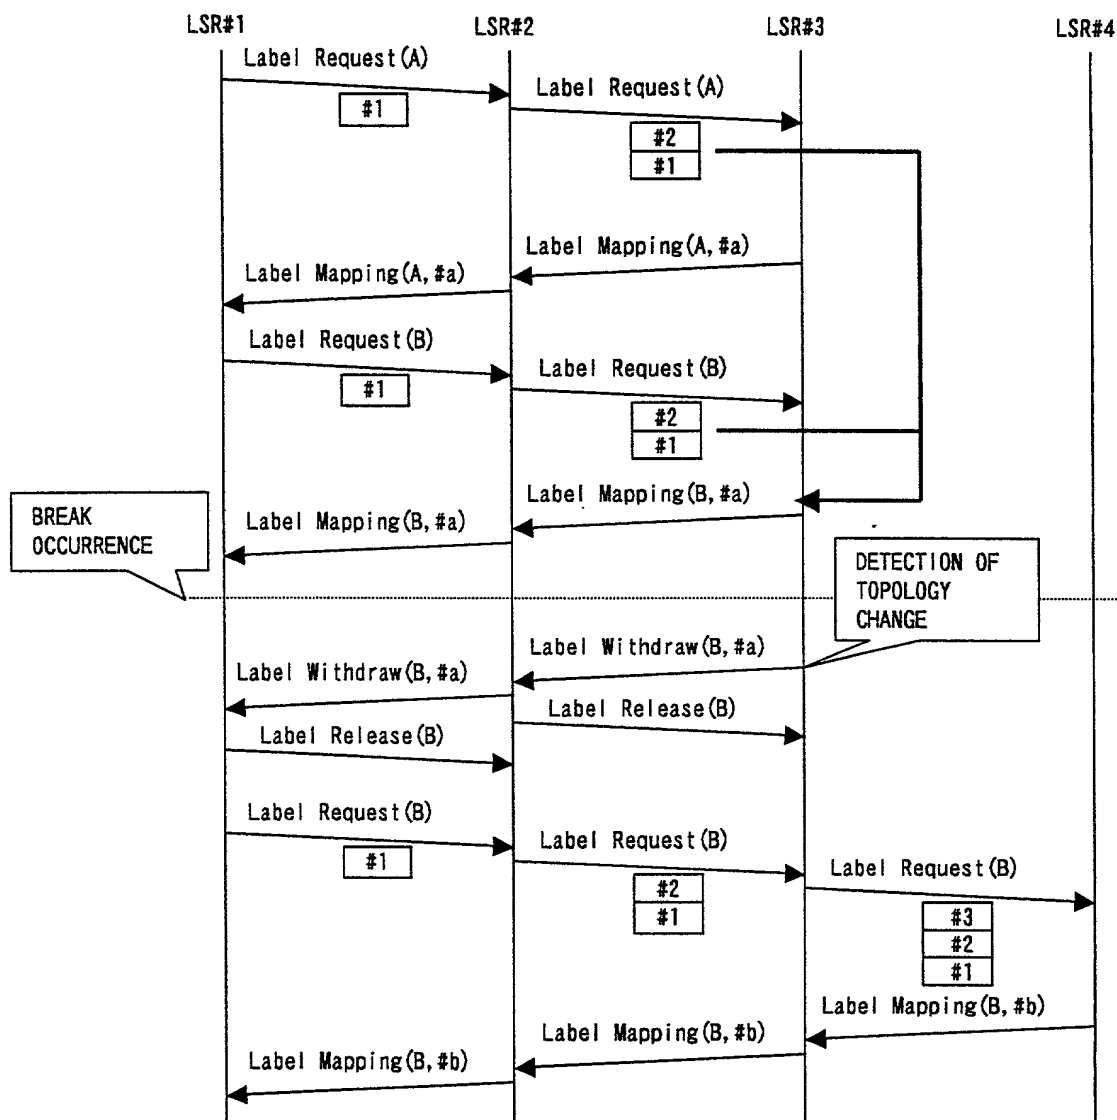 LSR#1
LSR#2
LSR#3
LSR#4
Label Request(A)
#1
Label Request(A)
#2
#1
Label Mapping(A,#a)
Label Mapping(A,#a)
Label Request(B)
#1
Label Request(B)
#2
#1
Label Mapping(B,#a)
Label Mapping(B,#a)
BREAK
OCCURRENCE
DETECTION OF
TOPOLOGY
CHANGE
Label Withdraw(B,#a)
Label Withdraw(B,#a)
Label Release(B)
Label Release(B)
Label Request(B)
#1
Label Request(B)
#2
#1
Label Request(B)
#3
#2
#1
Label Mapping(B,#b)
Label Mapping(B,#b)
Label Mapping(B,#b)